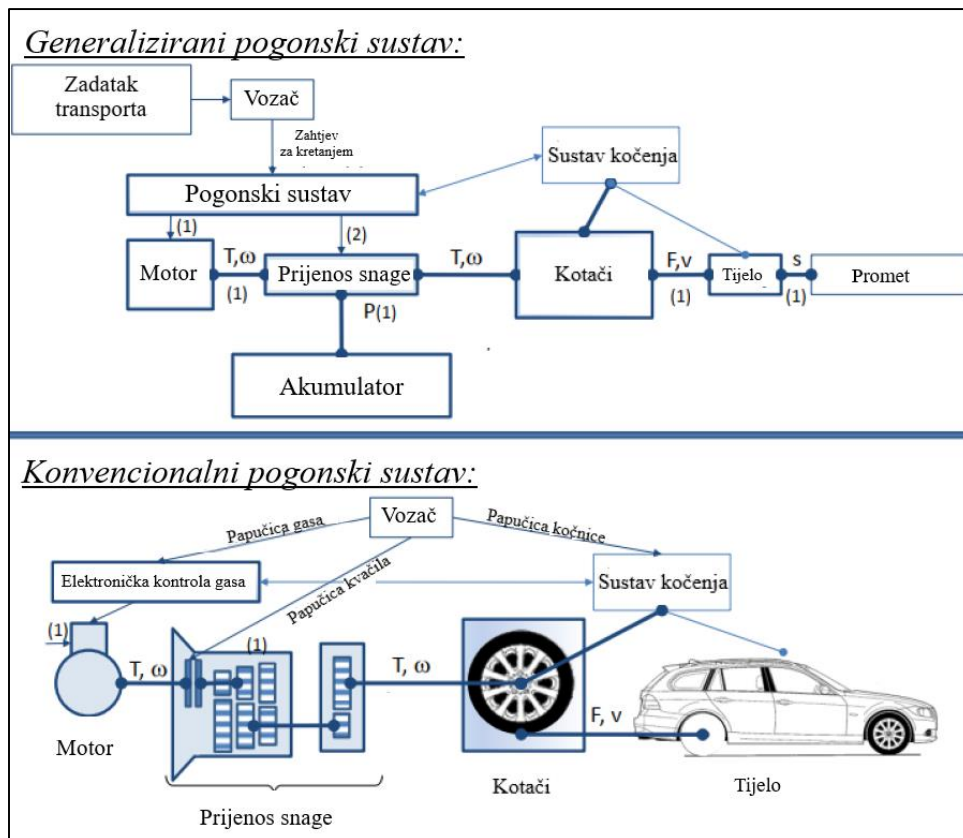 Generalizirani pogonski sustav:
Zadatak
transporta
Vozač
Zahtjev
za kretanjem
Sustav kočenja
Pogonski sustav
(1)
(2)
Motor
T,ω
(1)
Prijenos snage
T,ω
Kotači
F,v
(1)
Tijelo
s
(1)
Promet
P(1)
Akumulator
Konvencionalni pogonski sustav:
Vozač
Papučica gasa
Papučica kočnice
Papučica kvačila
Elektronička kontrola gasa
Sustav kočenja
(1)
(1)
T, ω
T, ω
F, v
Motor
Prijenos snage
Kotači
Tijelo